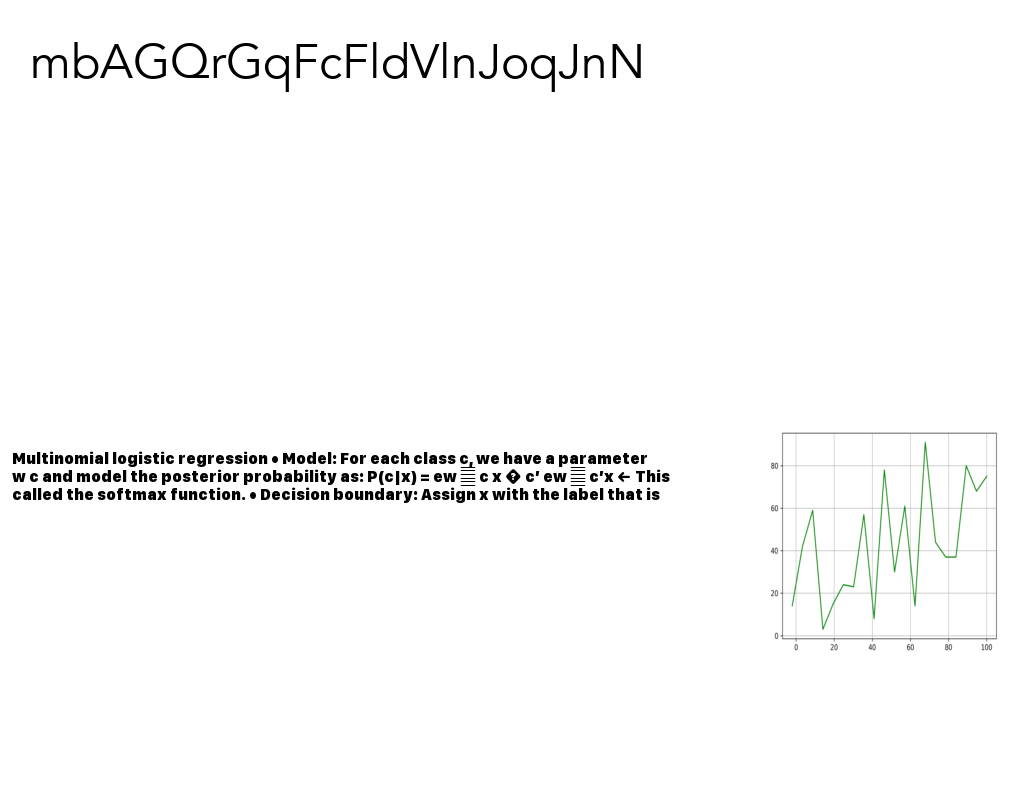 mbAGQrGqFcFldVlnJoqJnN
Multinomial logistic regression • Model: For each class c, we have a parameter
w c and model the posterior probability as: P(c|x) = ew c x � c′ ew c′x ← This
called the softmax function. • Decision boundary: Assign x with the label that is
80
60
40
20
0
0 20 40 60 80 100